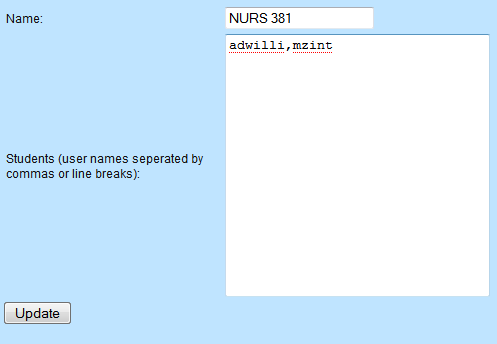 Name:
NURS 381
adwilli,mzint
Students (user names seperated by
commas or line breaks):
Update